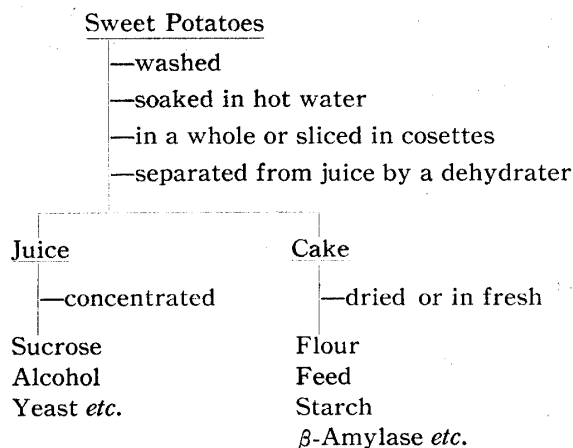 Sweet Potatoes
—washed
—soaked in hot water
—in a whole or sliced in cosettes
—separated from juice by a dehydrater
Juice
—concentrated
Sucrose
Alcohol
Yeast etc.
Cake
—dried or in fresh
Flour
Feed
Starch
β-Amylase etc.